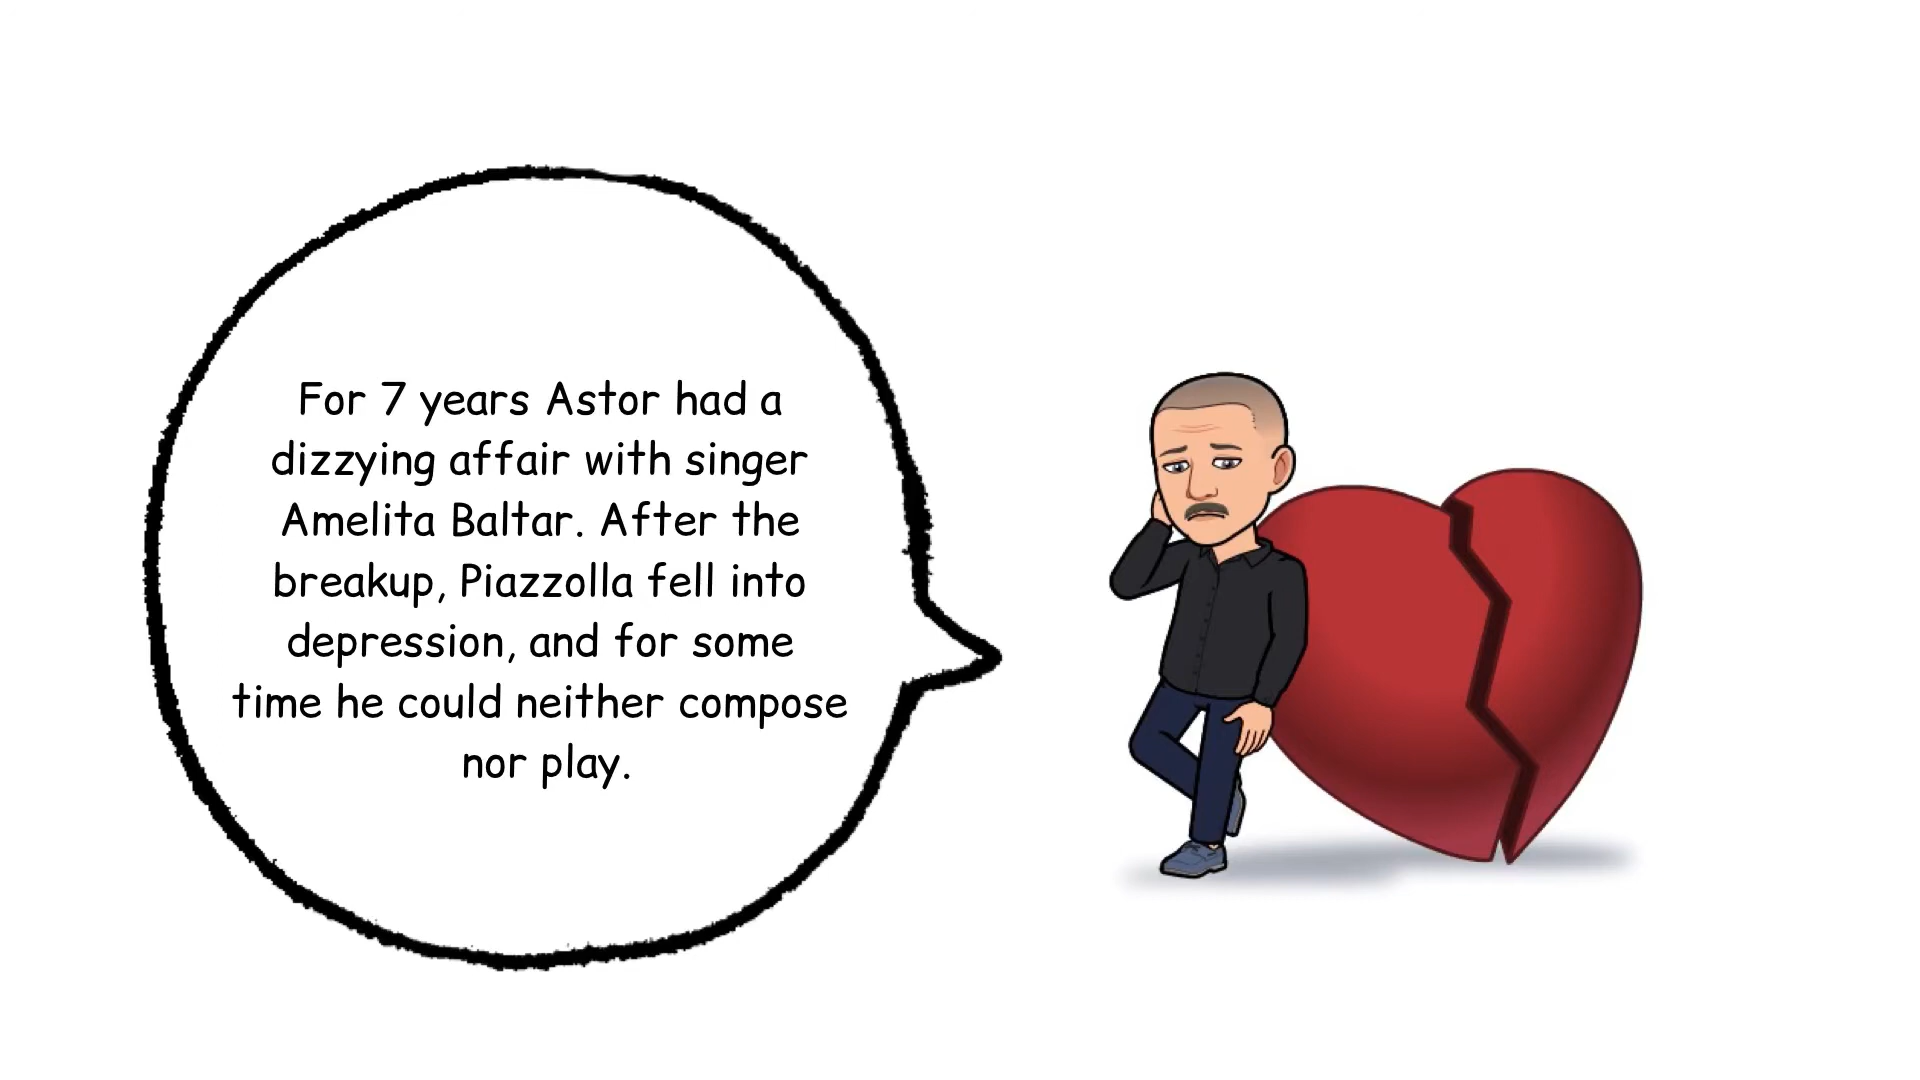 For 7 years Astor had a
dizzying affair with singer
Amelita Baltar. After the
breakup, Piazzolla fell into
depression, and for some
time he could neither compose
nor play.